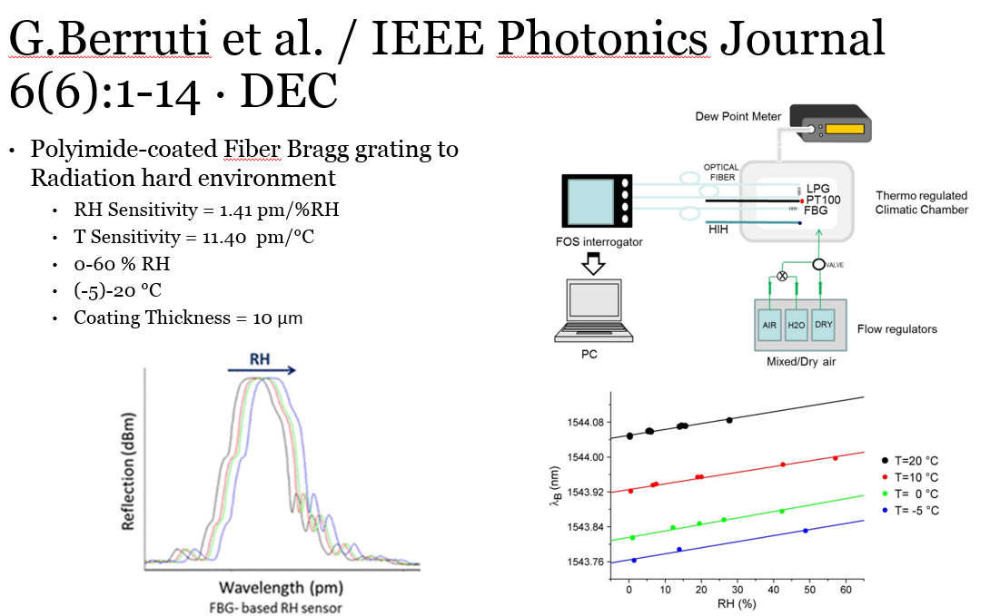 G.Berruti et al. / IEEE Photonics Journal
6(6):1-14 · DEC
• Polyimide-coated Fiber Bragg grating to
Radiation hard environment
• RH Sensitivity = 1.41 pm/%RH
• T Sensitivity = 11.40 pm/°C
• 0-60 % RH
• (-5)-20 °C
• Coating Thickness = 10 μm
Dew Point Meter
OPTICAL
FIBER
LPG
PT100
FBG
HIH
Thermo regulated
Climatic Chamber
FOS interrogator
PC
VALVE
X
AIR
H2O
DRY
Flow regulators
Mixed/Dry air
RH
Reflection (dBm)
Wavelength (pm)
FBG- based RH sensor
λB (nm)
1544.08
1544.00
1543.92
1543.84
1543.76
0 10 20 30 40 50 60
RH (%)
T=20 °C
T=10 °C
T= 0 °C
T= -5 °C